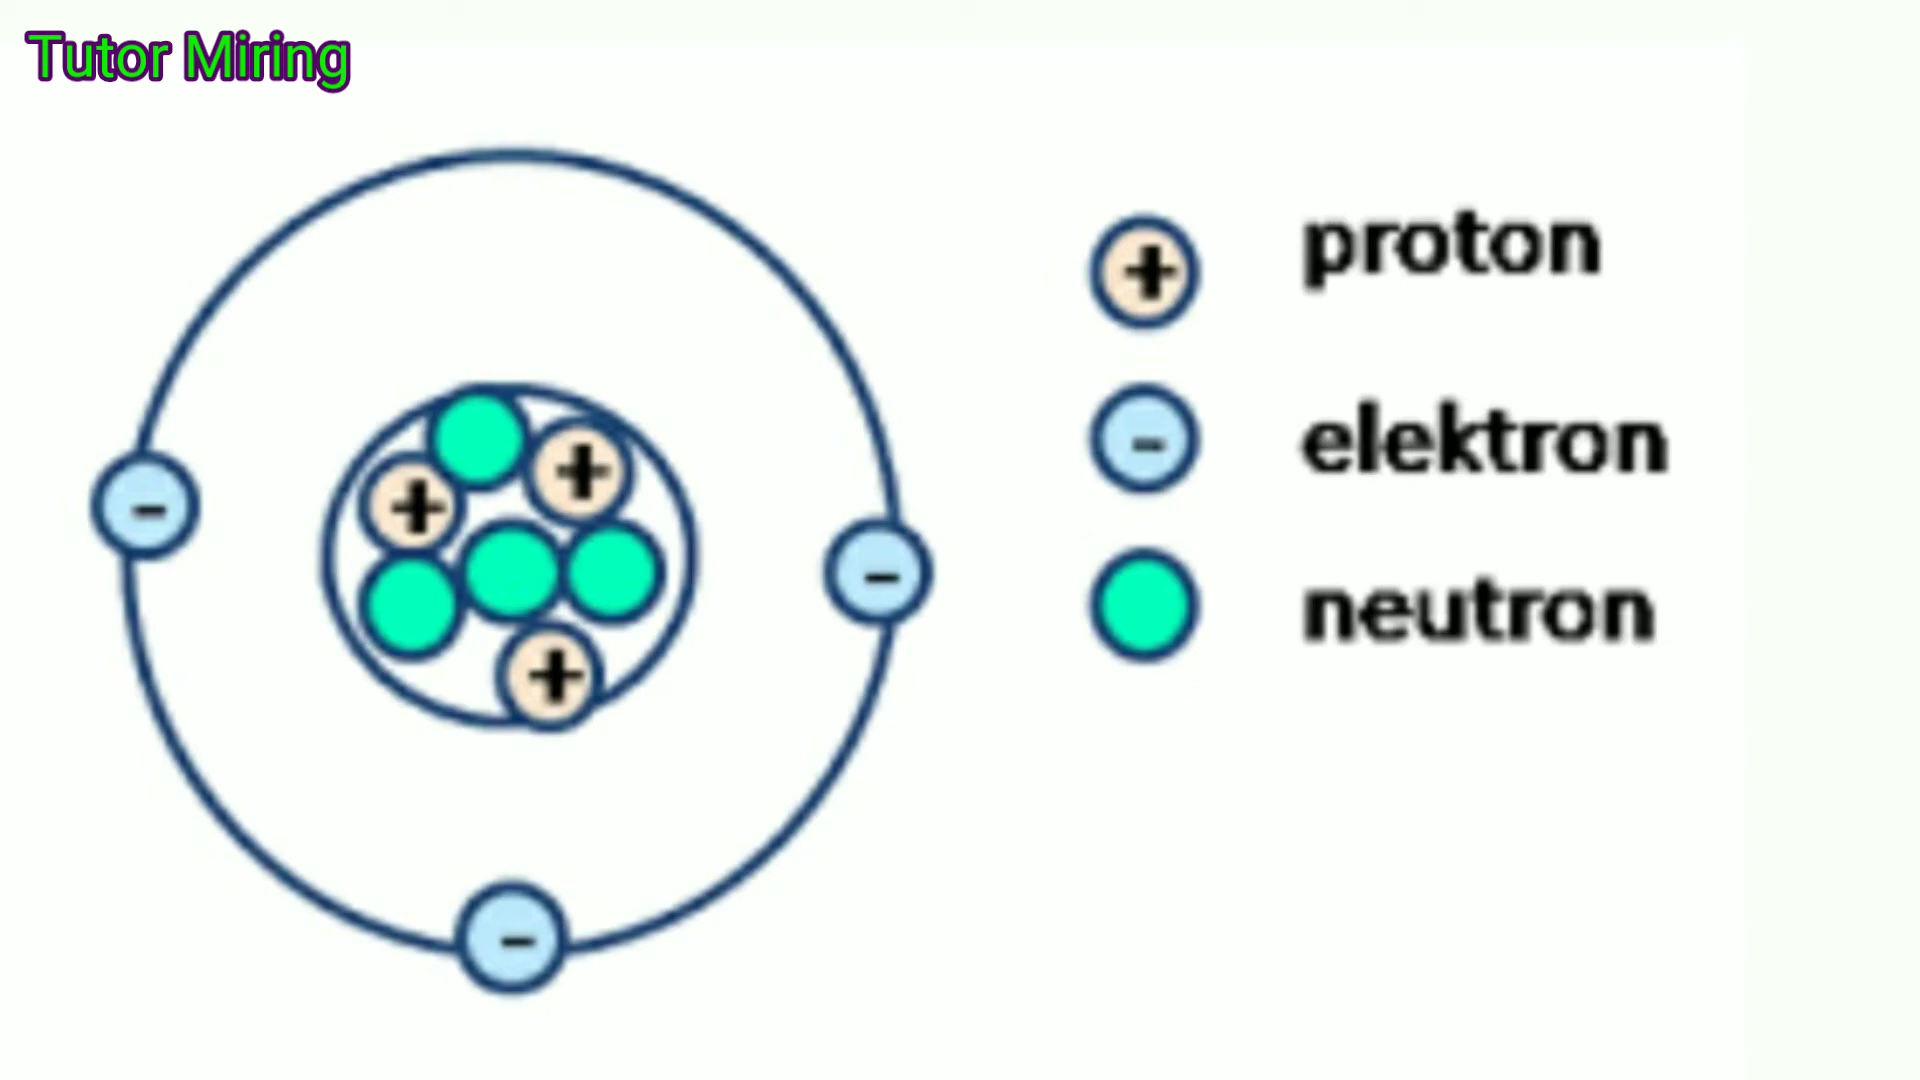 Tutor Miring
+ proton
- elektron
neutron
+
+
-
-
+
-